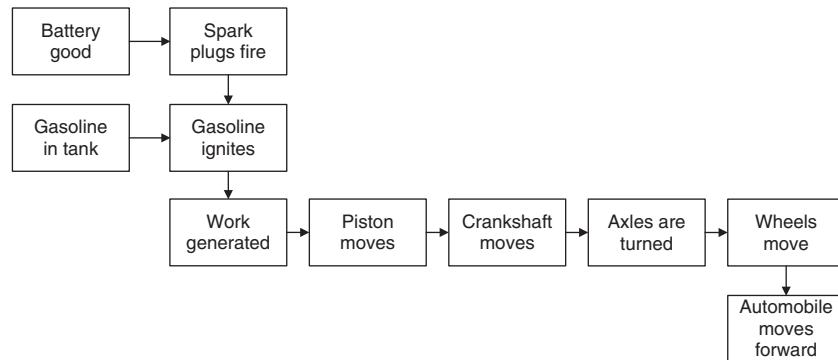 Battery
good
Spark
plugs fire
Gasoline
in tank
Gasoline
ignites
Work
generated
Piston
moves
Crankshaft
moves
Axles are
turned
Wheels
move
Automobile
moves
forward